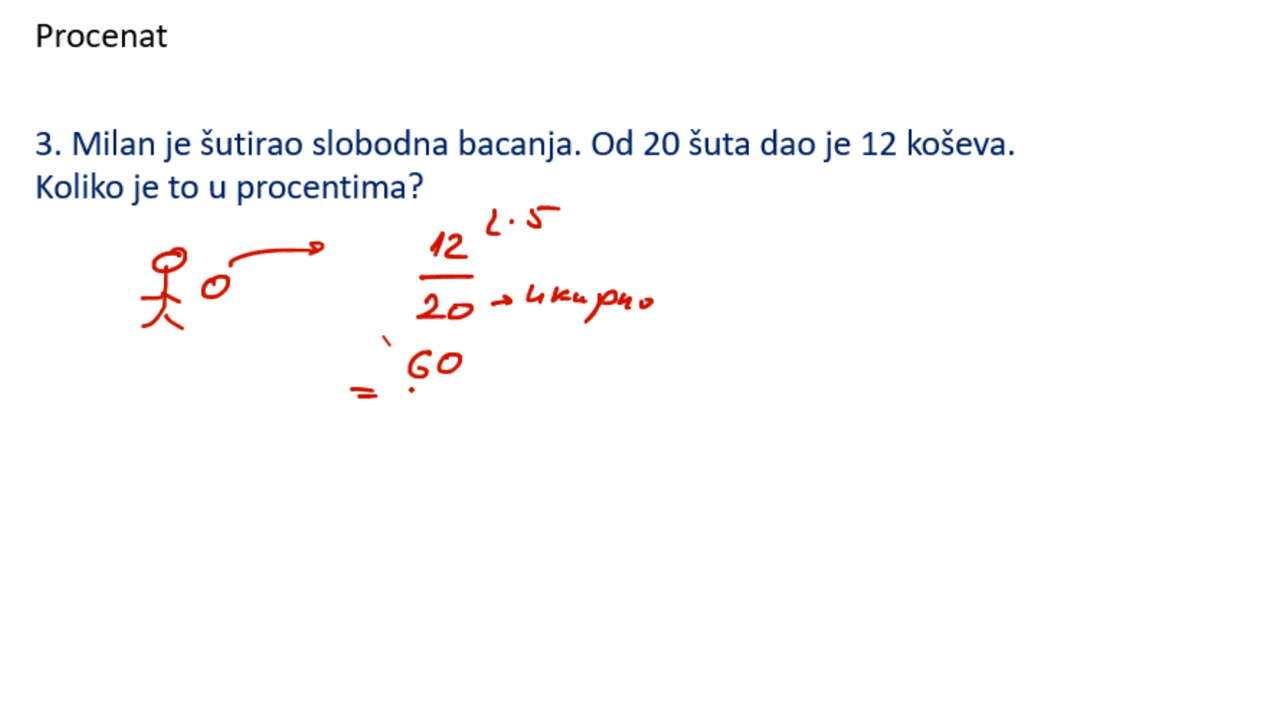 Procenat
3. Milan je šutirao slobodna bacanja. Od 20 šuta dao je 12 koševa.
Koliko je to u procentima?
12 · 5
20 → ukupno
= 60